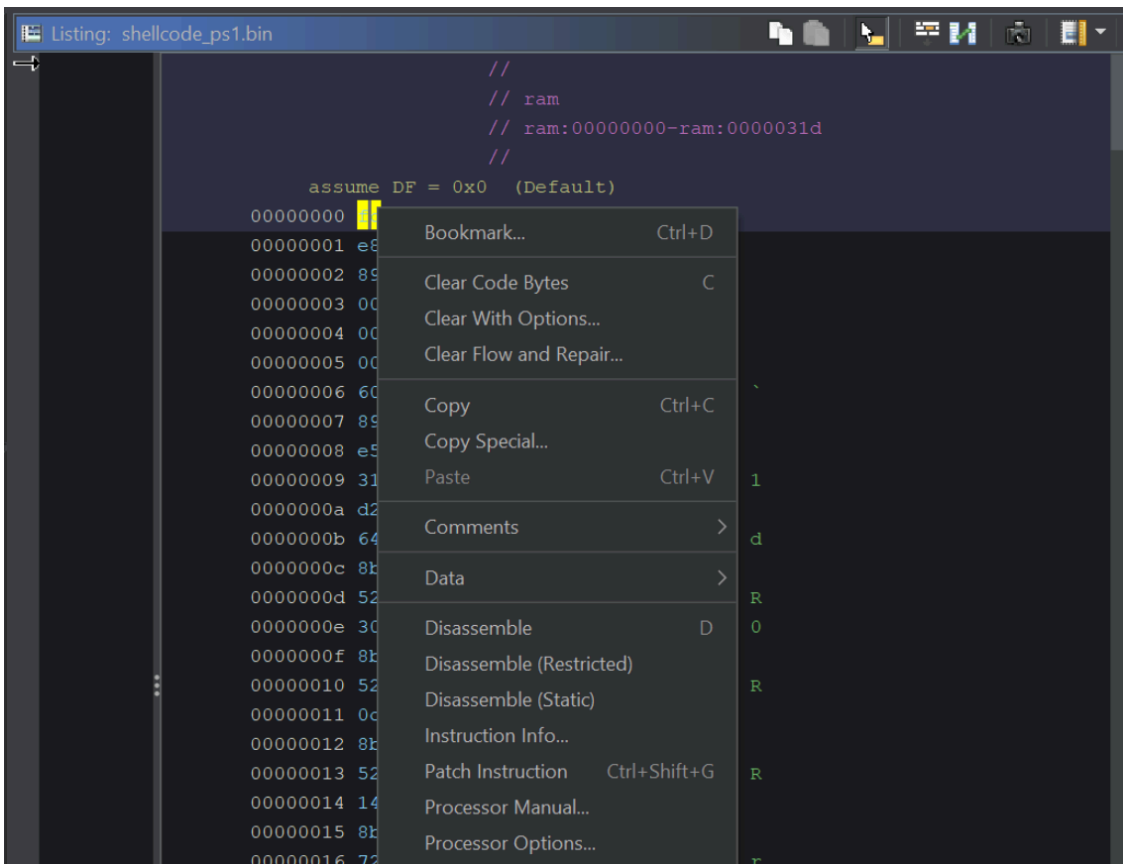 Listing: shellcode_ps1.bin
//
// ram
// ram:00000000-ram:0000031d
//
assume DF = 0x0 (Default)
00000000
00000001 e8
00000002 89
00000003 00
00000004 00
00000005 00
00000006 60 `
00000007 89
00000008 e5
00000009 31 1
0000000a d2
0000000b 64 d
0000000c 8b
0000000d 52 R
0000000e 30 0
0000000f 8b
00000010 52 R
00000011 0c
00000012 8b
00000013 52 R
00000014 14
00000015 8b
00000016 72 r
Bookmark... Ctrl+D
Clear Code Bytes C
Clear With Options...
Clear Flow and Repair...
Copy Ctrl+C
Copy Special...
Paste Ctrl+V
Comments >
Data >
Disassemble D
Disassemble (Restricted)
Disassemble (Static)
Instruction Info...
Patch Instruction Ctrl+Shift+G
Processor Manual...
Processor Options...